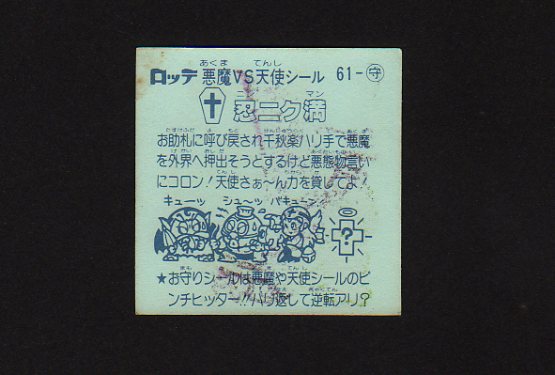 ロッテ 悪魔VS天使シール 61-守
忍ニク満
お助札に呼び戻され千秋楽ハリ手で悪魔
を外界へ押出そうとするけど悪態物言い
にコロン!天使さぁ〜ん力を貸してよ!
キューッ シュ〜ッ パキューン
?
★お守りシールは悪魔や天使シールのピ
ンチヒッター!!ハリ返して逆転アリ?